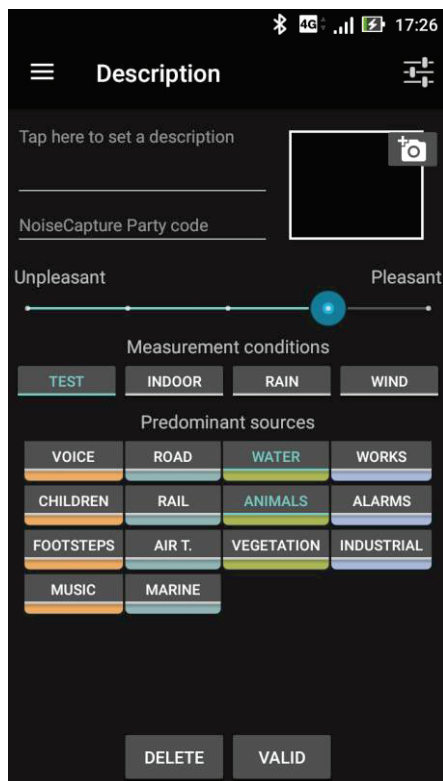 4G 17:26
Description
Tap here to set a description
NoiseCapture Party code
Unpleasant Pleasant
Measurement conditions
TEST INDOOR RAIN WIND
Predominant sources
VOICE ROAD WATER WORKS
CHILDREN RAIL ANIMALS ALARMS
FOOTSTEPS AIR T. VEGETATION INDUSTRIAL
MUSIC MARINE
DELETE VALID